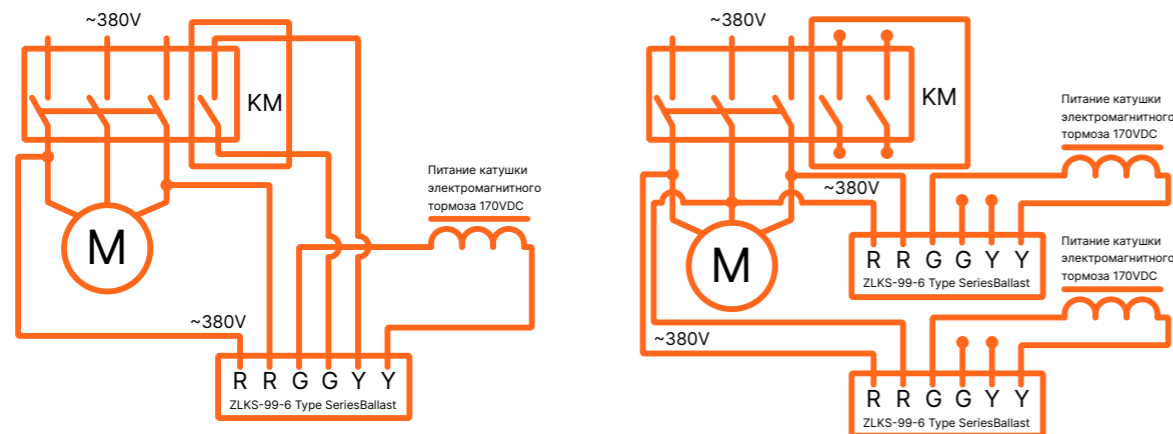 ~380V
KM
Питание катушки
электромагнитного
тормоза 170VDC
M
~380V
R R G G Y Y
ZLKS-99-6 Type SeriesBallast
~380V
KM
Питание катушки
электромагнитного
тормоза 170VDC
~380V
M
R R G G Y Y
ZLKS-99-6 Type SeriesBallast
Питание катушки
электромагнитного
тормоза 170VDC
~380V
R R G G Y Y
ZLKS-99-6 Type SeriesBallast